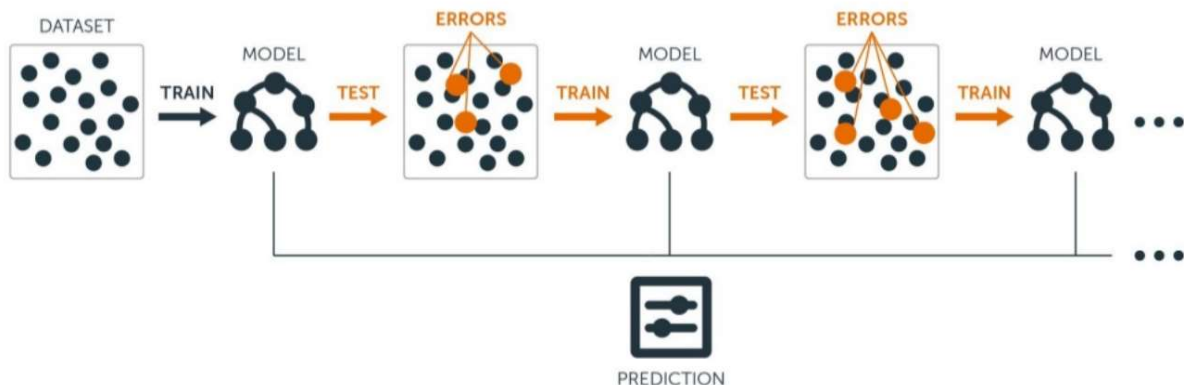 DATASET
MODEL
ERRORS
MODEL
ERRORS
MODEL
TRAIN
TEST
TRAIN
TEST
TRAIN
PREDICTION